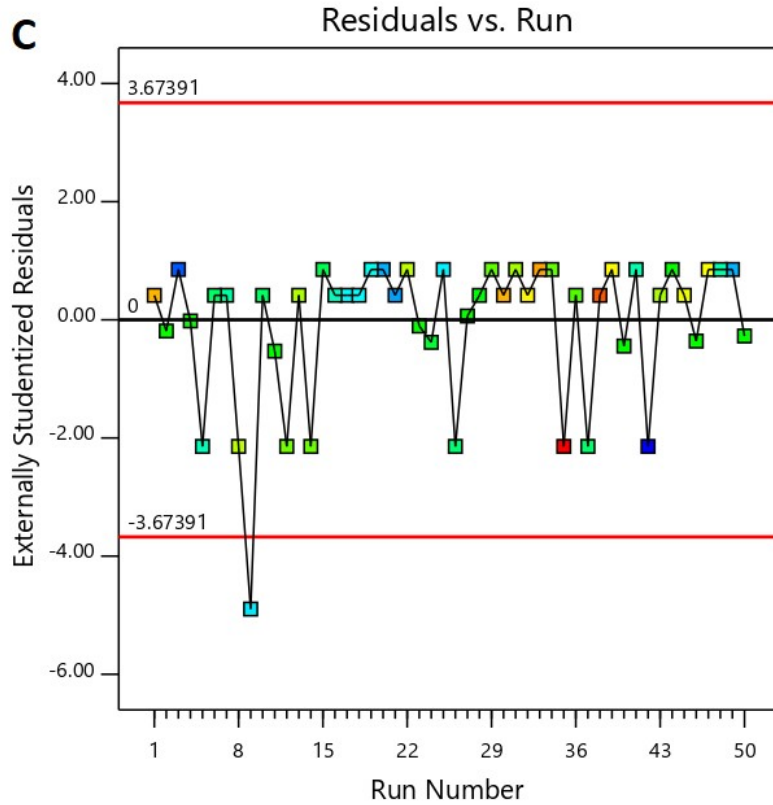 C
Residuals vs. Run
Externally Studentized Residuals
4.00
3.67391
2.00
0
0.00
-2.00
-3.67391
-4.00
-6.00
1 8 15 22 29 36 43 50
Run Number